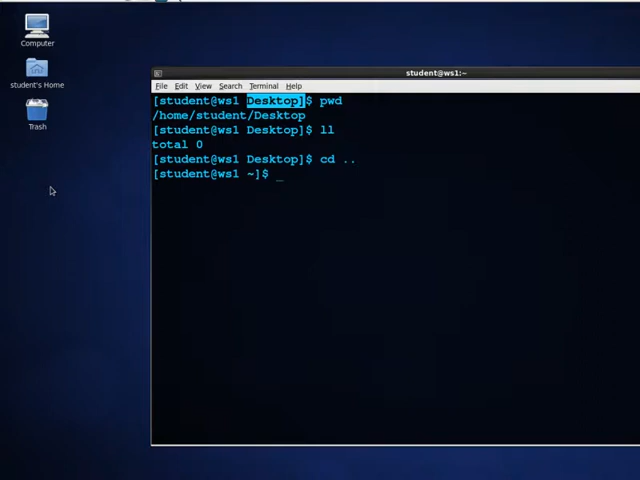 Computer
student's Home
Trash
student@ws1:~
File Edit View Search Terminal Help
[student@ws1 Desktop]$ pwd
/home/student/Desktop
[student@ws1 Desktop]$ ll
total 0
[student@ws1 Desktop]$ cd ..
[student@ws1 ~]$ _